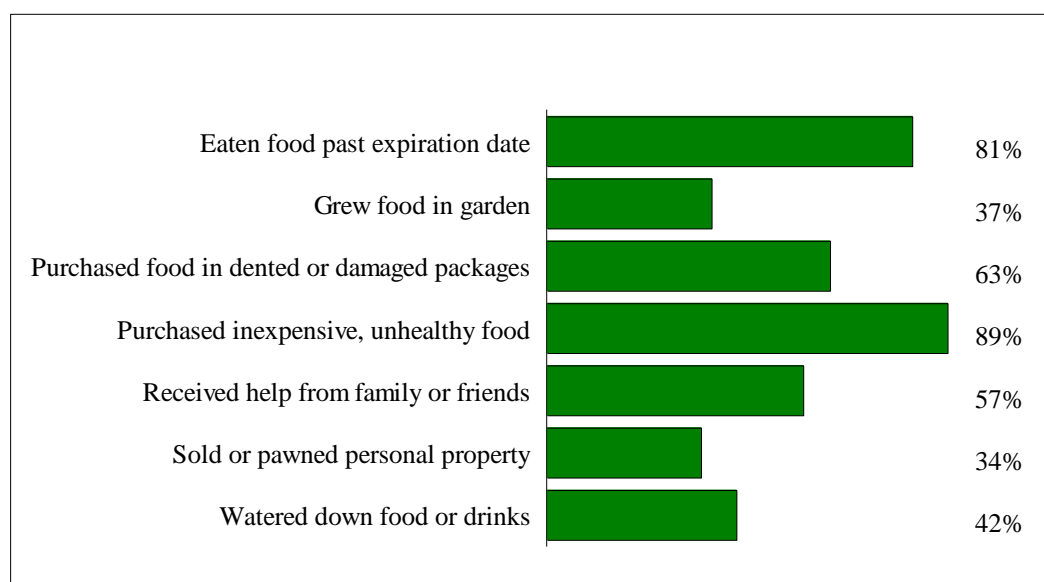 Eaten food past expiration date 81%
Grew food in garden 37%
Purchased food in dented or damaged packages 63%
Purchased inexpensive, unhealthy food 89%
Received help from family or friends 57%
Sold or pawned personal property 34%
Watered down food or drinks 42%